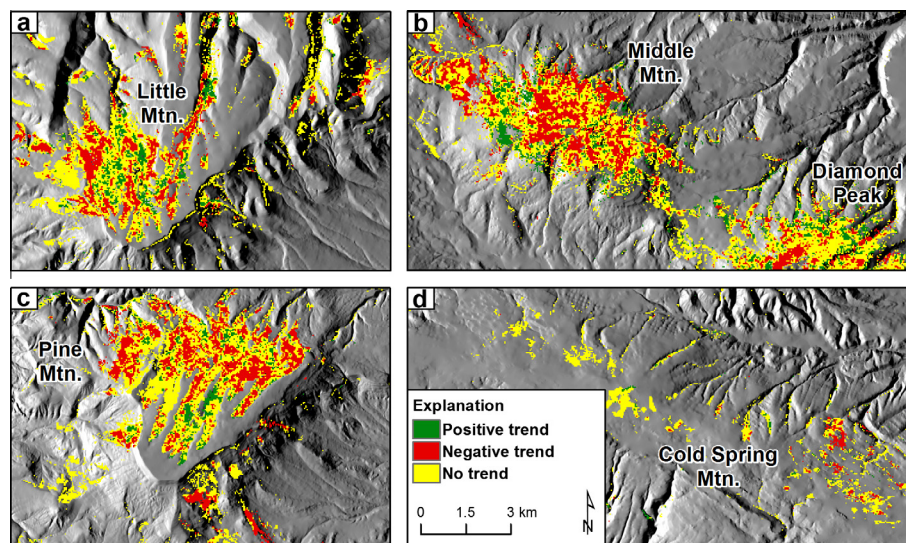 a
Little
Mtn.
b
Middle
Mtn.
Diamond
Peak
c
Pine
Mtn.
d
Cold Spring
Mtn.
Explanation
Positive trend
Negative trend
No trend
0 1.5 3 km
N